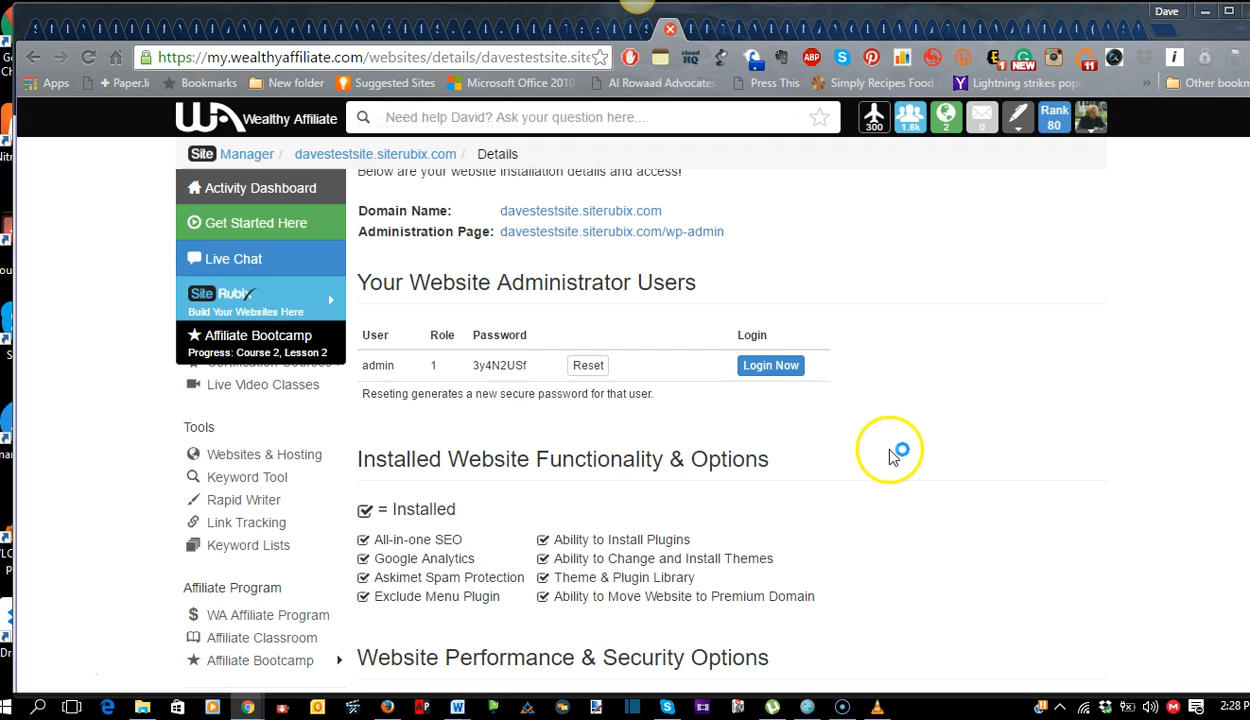 Dave
https://my.wealthyaffiliate.com/websites/details/davestestsite.site
NEW
1
11
Apps
+ Paper.li
Bookmarks
New folder
Suggested Sites
Microsoft Office 2010
Al Rowaad Advocates
Press This
Simply Recipes Food
Lightning strikes pop
Other bookm
WA Wealthy Affiliate
Need help David? Ask your question here...
300
1.8k
2
0
Rank
80
Site Manager / davestestsite.siterubix.com / Details
Activity Dashboard
Get Started Here
Live Chat
Site Rubix
Build Your Websites Here
Affiliate Bootcamp
Progress: Course 2, Lesson 2
Certification Courses
Live Video Classes
Tools
Websites & Hosting
Keyword Tool
Rapid Writer
Link Tracking
Keyword Lists
Affiliate Program
WA Affiliate Program
Affiliate Classroom
Affiliate Bootcamp
Below are your website installation details and access!
Domain Name: davestestsite.siterubix.com
Administration Page: davestestsite.siterubix.com/wp-admin
Your Website Administrator Users
User Role Password Login
admin 1 3y4N2USf Reset Login Now
Resetting generates a new secure password for that user.
Installed Website Functionality & Options
= Installed
All-in-one SEO
Ability to Install Plugins
Google Analytics
Ability to Change and Install Themes
Askimet Spam Protection
Theme & Plugin Library
Exclude Menu Plugin
Ability to Move Website to Premium Domain
Website Performance & Security Options
2:28 P